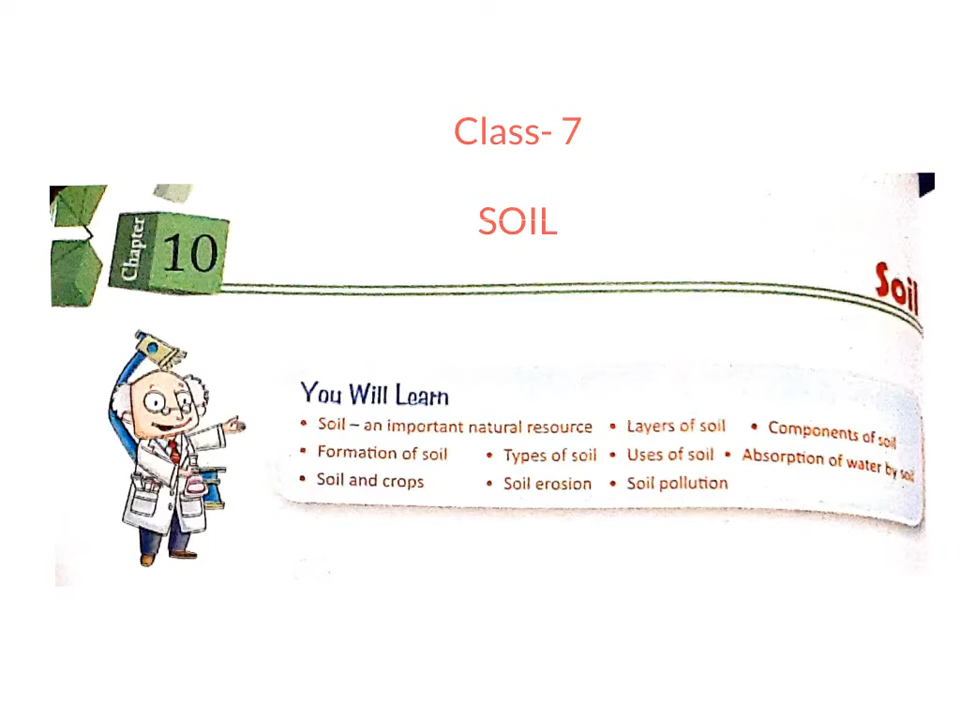 Class- 7
SOIL
Chapter 10
Soil
You Will Learn
• Soil – an important natural resource • Layers of soil • Components of soil
• Formation of soil • Types of soil • Uses of soil • Absorption of water by soil
• Soil and crops • Soil erosion • Soil pollution